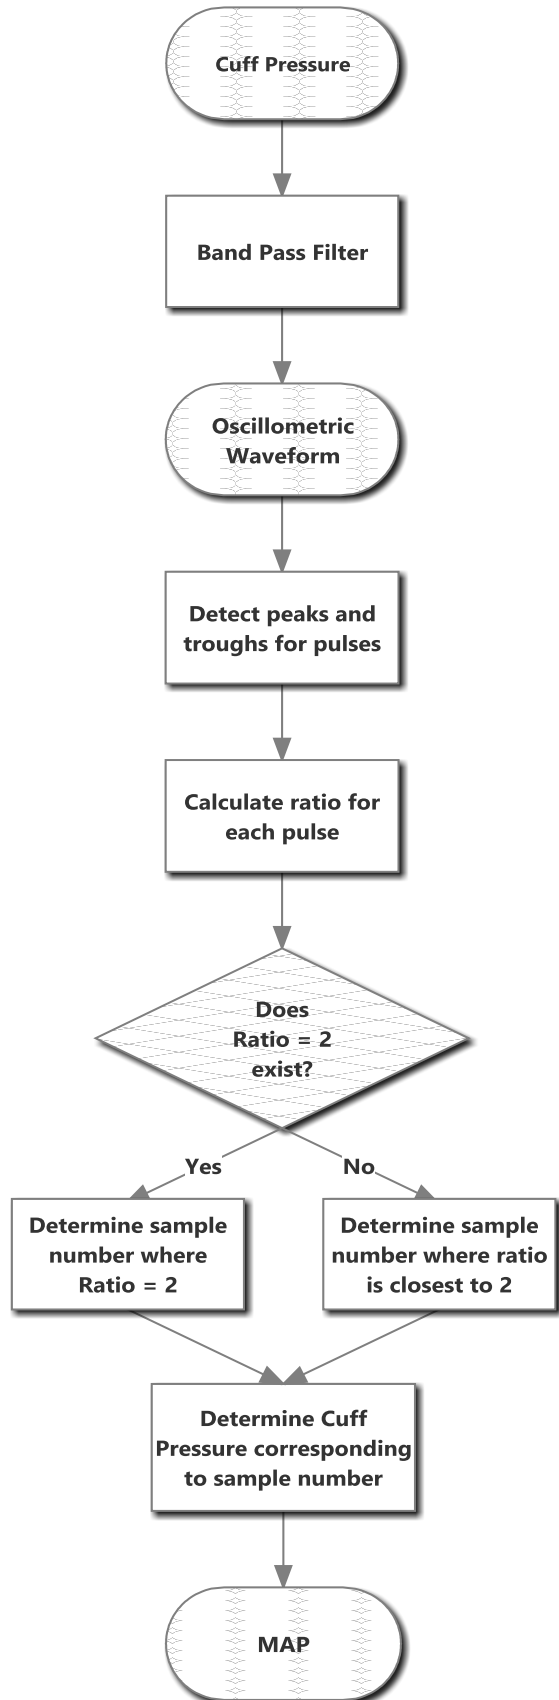 Cuff Pressure
Band Pass Filter
Oscillometric
Waveform
Detect peaks and
troughs for pulses
Calculate ratio for
each pulse
Does
Ratio = 2
exist?
Yes
No
Determine sample
number where
Ratio = 2
Determine sample
number where ratio
is closest to 2
Determine Cuff
Pressure corresponding
to sample number
MAP